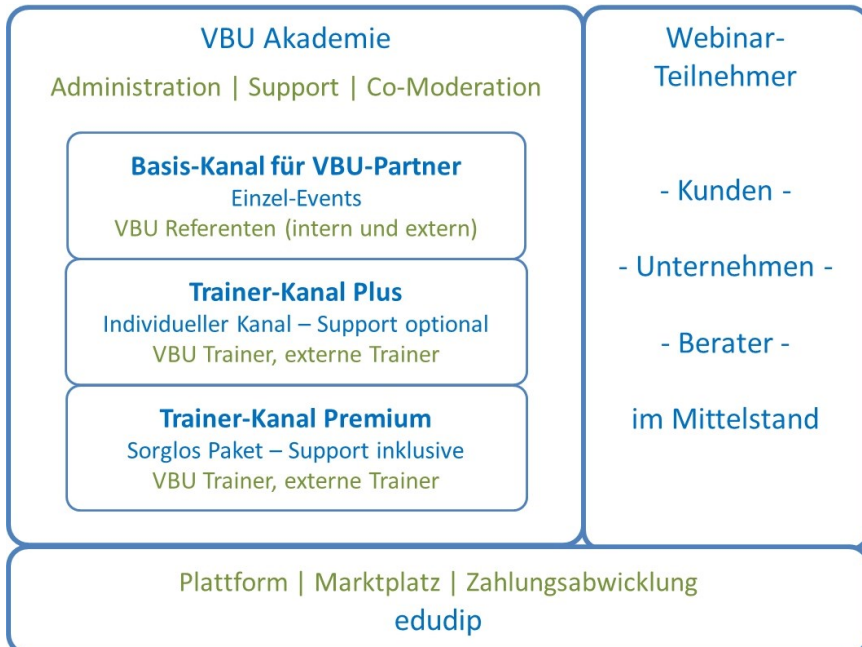 VBU Akademie
Administration | Support | Co-Moderation
Basis-Kanal für VBU-Partner
Einzel-Events
VBU Referenten (intern und extern)
Trainer-Kanal Plus
Individueller Kanal – Support optional
VBU Trainer, externe Trainer
Trainer-Kanal Premium
Sorglos Paket – Support inklusive
VBU Trainer, externe Trainer
Webinar-
Teilnehmer
- Kunden -
- Unternehmen -
- Berater -
im Mittelstand
Plattform | Marktplatz | Zahlungsabwicklung
edudip